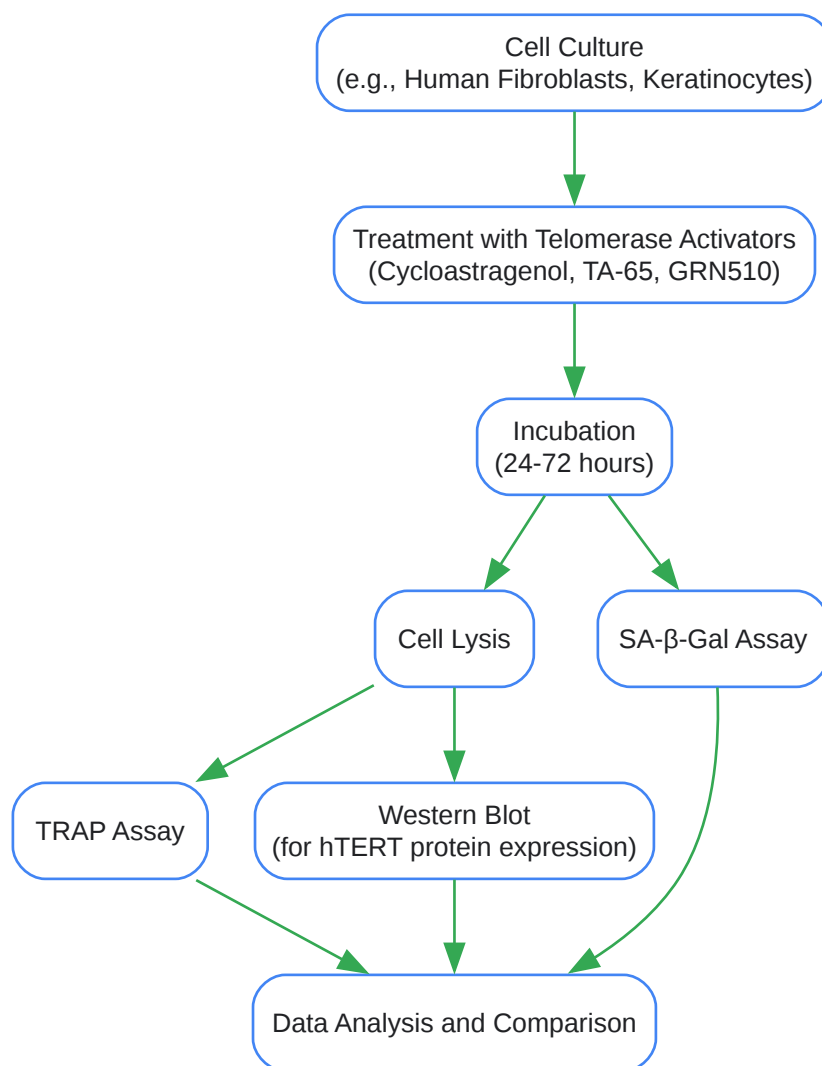 Cell Culture
(e.g., Human Fibroblasts, Keratinocytes)
Treatment with Telomerase Activators
(Cycloastragenol, TA-65, GRN510)
Incubation
(24-72 hours)
Cell Lysis
SA-β-Gal Assay
TRAP Assay
Western Blot
(for hTERT protein expression)
Data Analysis and Comparison